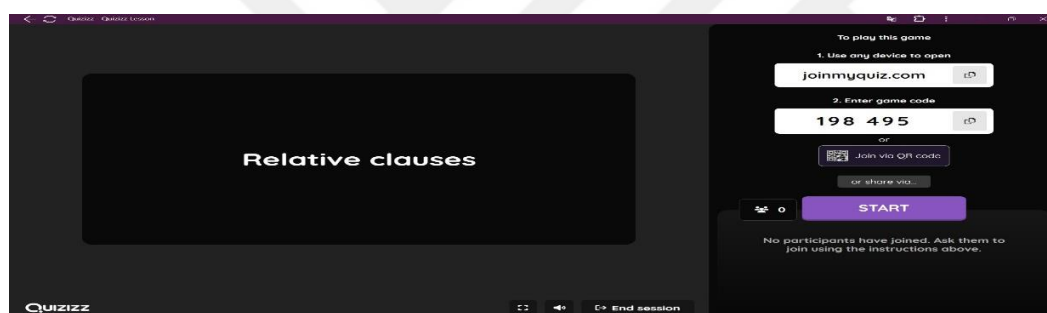 Quizizz Quizizz Lesson
Relative clauses
To play this game
1. Use any device to open
joinmyquiz.com
2. Enter game code
198 495
or
Join via QR code
or share via...
0
START
No participants have joined. Ask them to
join using the instructions above.
QUIZIZZ
End session